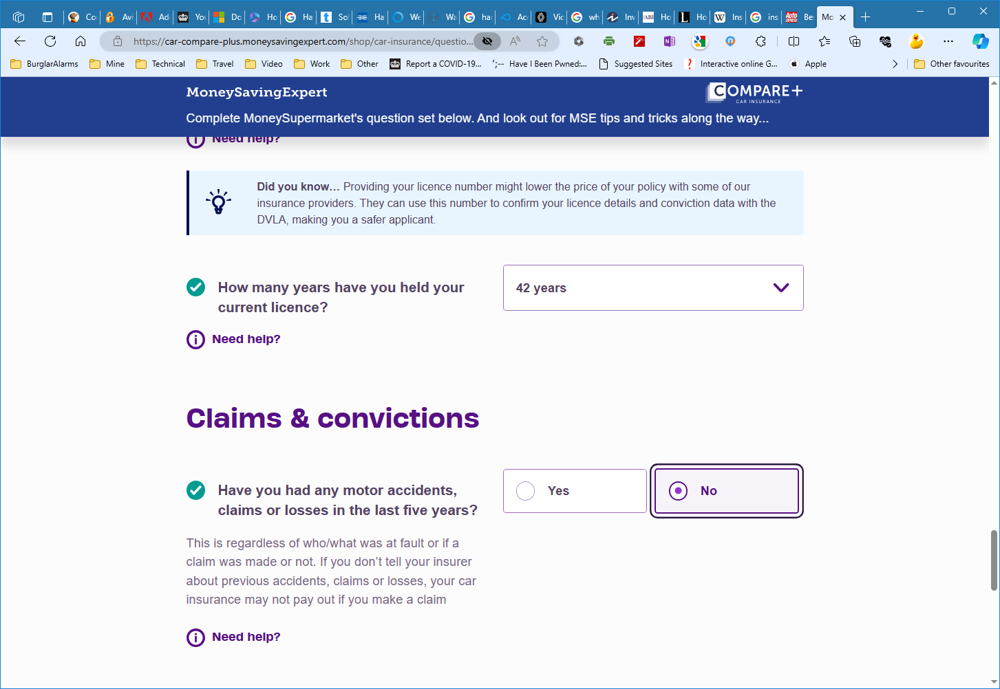 Co
Avi
Ad
Yo
Do
Ho
Ha
So
Ha
We
Wa
ha
Ac
Vi
wh
Inv
Ho
Ho
Ins
ins
Be
Mo
https://car-compare-plus.moneysavingexpert.com/shop/car-insurance/questio...
BurglarAlarms
Mine
Technical
Travel
Video
Work
Other
Report a COVID-19...
Have I Been Pwned:...
Suggested Sites
Interactive online G...
Apple
Other favourites
MoneySavingExpert
COMPARE+
CAR INSURANCE
Complete MoneySupermarket's question set below. And look out for MSE tips and tricks along the way...
Need help?
Did you know... Providing your licence number might lower the price of your policy with some of our
insurance providers. They can use this number to confirm your licence details and conviction data with the
DVLA, making you a safer applicant.
How many years have you held your
current licence?
42 years
Need help?
Claims & convictions
Have you had any motor accidents,
claims or losses in the last five years?
Yes
No
This is regardless of who/what was at fault or if a
claim was made or not. If you don’t tell your insurer
about previous accidents, claims or losses, your car
insurance may not pay out if you make a claim
Need help?